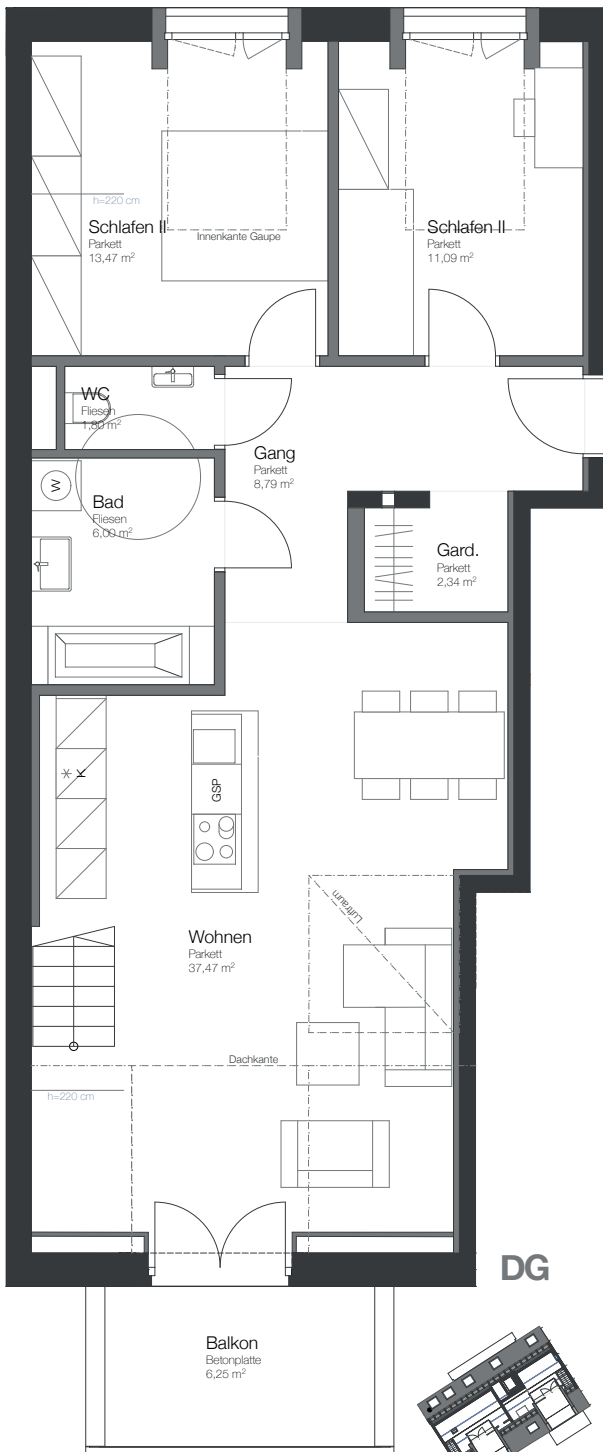 h=220 cm
Schlafen II
Parkett
13,47 m²
Innenkante Gaupe
Schlafen II
Parkett
11,09 m²
WC
Fliesen
1,80 m²
Gang
Parkett
8,79 m²
W
Bad
Fliesen
6,00 m²
Gard.
Parkett
2,34 m²
K
GSP
Luftraum
Wohnen
Parkett
37,47 m²
Dachkante
h=220 cm
DG
Balkon
Betonplatte
6,25 m²